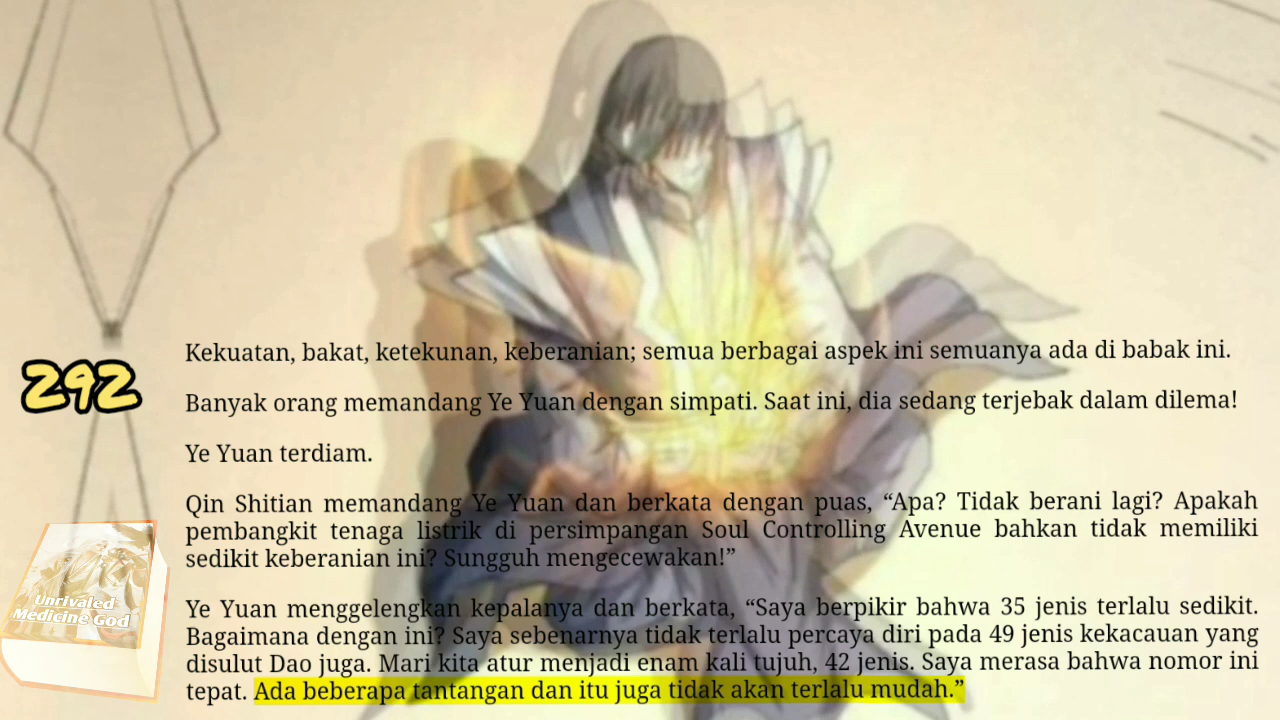 Kekuatan, bakat, ketekunan, keberanian; semua berbagai aspek ini semuanya ada di babak ini.
292
Banyak orang memandang Ye Yuan dengan simpati. Saat ini, dia sedang terjebak dalam dilema!
Ye Yuan terdiam.
Qin Shitian memandang Ye Yuan dan berkata dengan puas, “Apa? Tidak berani lagi? Apakah
pembangkit tenaga listrik di persimpangan Soul Controlling Avenue bahkan tidak memiliki
sedikit keberanian ini? Sungguh mengecewakan!”
Ye Yuan menggelengkan kepalanya dan berkata, “Saya berpikir bahwa 35 jenis terlalu sedikit.
Bagaimana dengan ini? Saya sebenarnya tidak terlalu percaya diri pada 49 jenis kekacauan yang
disulut Dao juga. Mari kita atur menjadi enam kali tujuh, 42 jenis. Saya merasa bahwa nomor ini
tepat. Ada beberapa tantangan dan itu juga tidak akan terlalu mudah.”
Unrivaled
Medicine God